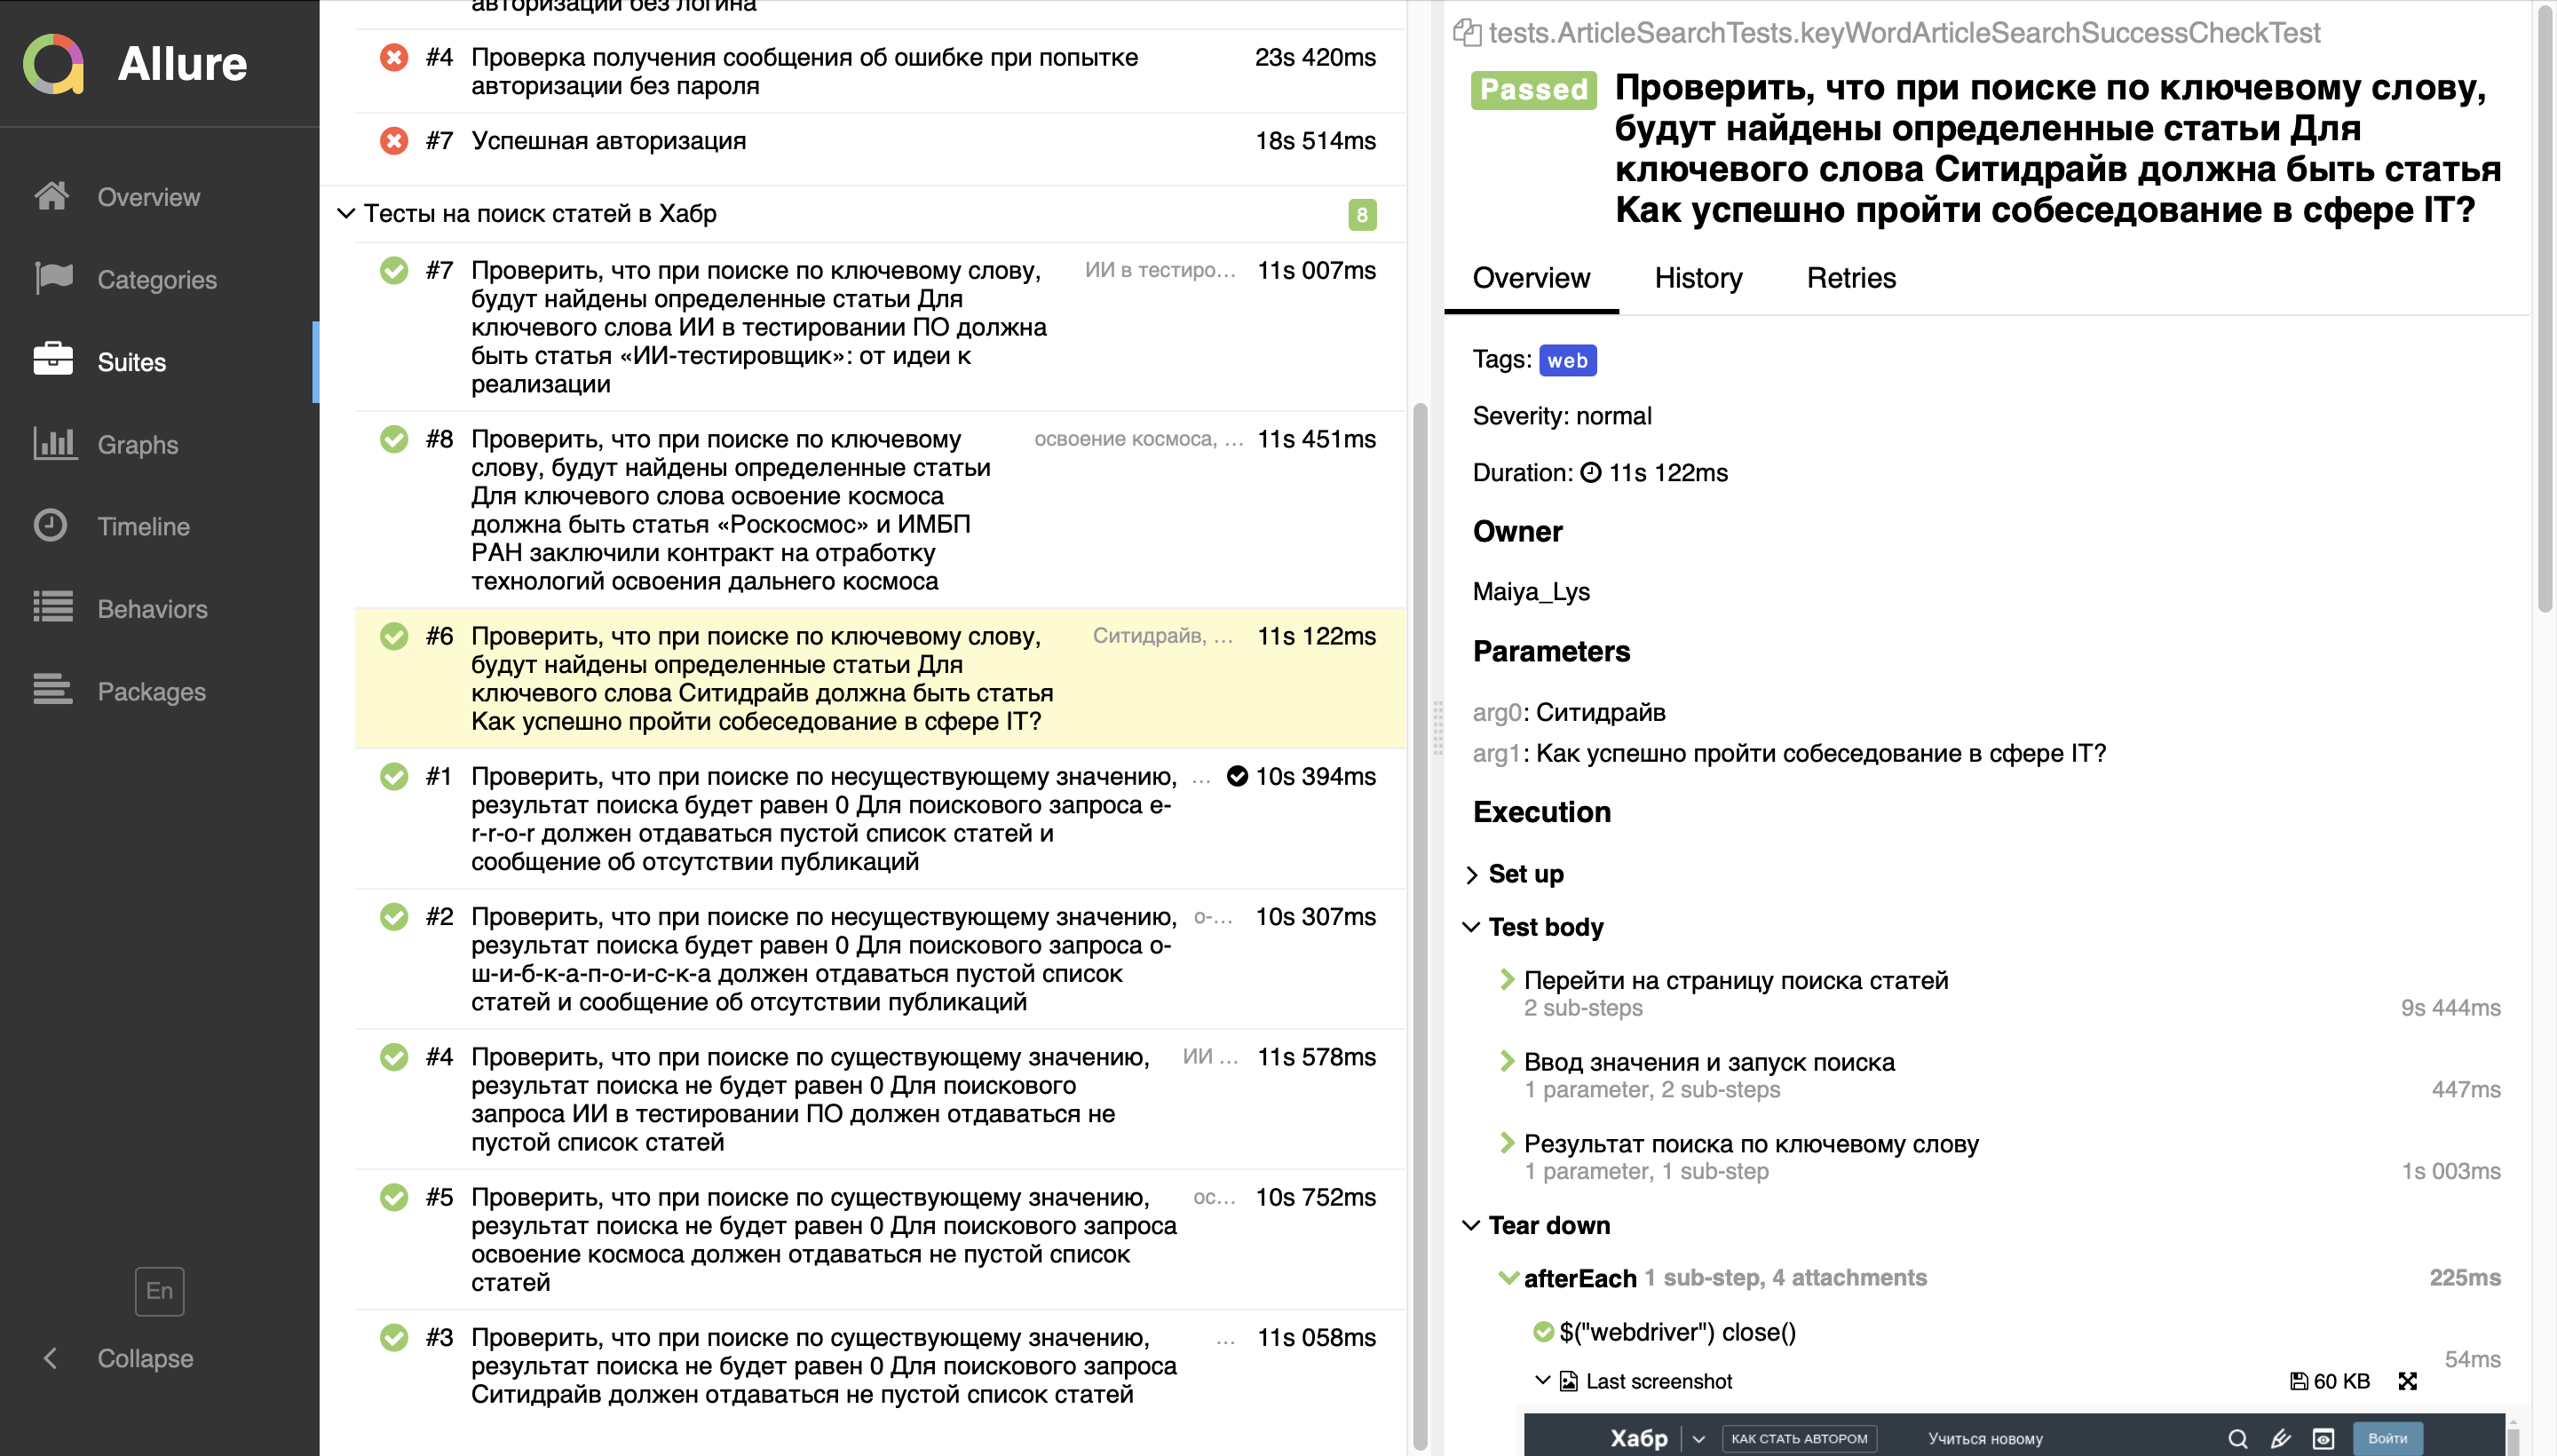 Allure
Overview
Categories
Suites
Graphs
Timeline
Behaviors
Packages
En
Collapse
авторизации без логина
#4 Проверка получения сообщения об ошибке при попытке 23s 420ms
авторизации без пароля
#7 Успешная авторизация 18s 514ms
Тесты на поиск статей в Хабр 8
#7 Проверить, что при поиске по ключевому слову, ИИ в тестиро... 11s 007ms
будут найдены определенные статьи Для
ключевого слова ИИ в тестировании ПО должна
быть статья «ИИ-тестировщик»: от идеи к
реализации
#8 Проверить, что при поиске по ключевому освоение космоса, ... 11s 451ms
слову, будут найдены определенные статьи
Для ключевого слова освоение космоса
должна быть статья «Роскосмос» и ИМБП
РАН заключили контракт на отработку
технологий освоения дальнего космоса
#6 Проверить, что при поиске по ключевому слову, Ситидрайв, ... 11s 122ms
будут найдены определенные статьи Для
ключевого слова Ситидрайв должна быть статья
Как успешно пройти собеседование в сфере IT?
#1 Проверить, что при поиске по несуществующему значению, ... 10s 394ms
результат поиска будет равен 0 Для поискового запроса e-
r-r-o-r должен отдаваться пустой список статей и
сообщение об отсутствии публикаций
#2 Проверить, что при поиске по несуществующему значению, о-... 10s 307ms
результат поиска будет равен 0 Для поискового запроса о-
ш-и-б-к-а-п-о-и-с-к-а должен отдаваться пустой список
статей и сообщение об отсутствии публикаций
#4 Проверить, что при поиске по существующему значению, ИИ ... 11s 578ms
результат поиска не будет равен 0 Для поискового
запроса ИИ в тестировании ПО должен отдаваться не
пустой список статей
#5 Проверить, что при поиске по существующему значению, ос... 10s 752ms
результат поиска не будет равен 0 Для поискового запроса
освоение космоса должен отдаваться не пустой список
статей
#3 Проверить, что при поиске по существующему значению, ... 11s 058ms
результат поиска не будет равен 0 Для поискового запроса
Ситидрайв должен отдаваться не пустой список статей
tests.ArticleSearchTests.keyWordArticleSearchSuccessCheckTest
Passed Проверить, что при поиске по ключевому слову,
будут найдены определенные статьи Для
ключевого слова Ситидрайв должна быть статья
Как успешно пройти собеседование в сфере IT?
Overview History Retries
Tags: web
Severity: normal
Duration: 11s 122ms
Owner
Maiya_Lys
Parameters
arg0: Ситидрайв
arg1: Как успешно пройти собеседование в сфере IT?
Execution
Set up
Test body
Перейти на страницу поиска статей
2 sub-steps 9s 444ms
Ввод значения и запуск поиска
1 parameter, 2 sub-steps 447ms
Результат поиска по ключевому слову
1 parameter, 1 sub-step 1s 003ms
Tear down
afterEach 1 sub-step, 4 attachments 225ms
$("webdriver") close()
54ms
Last screenshot 60 KB
Хабр КАК СТАТЬ АВТОРОМ Учиться новому Войти